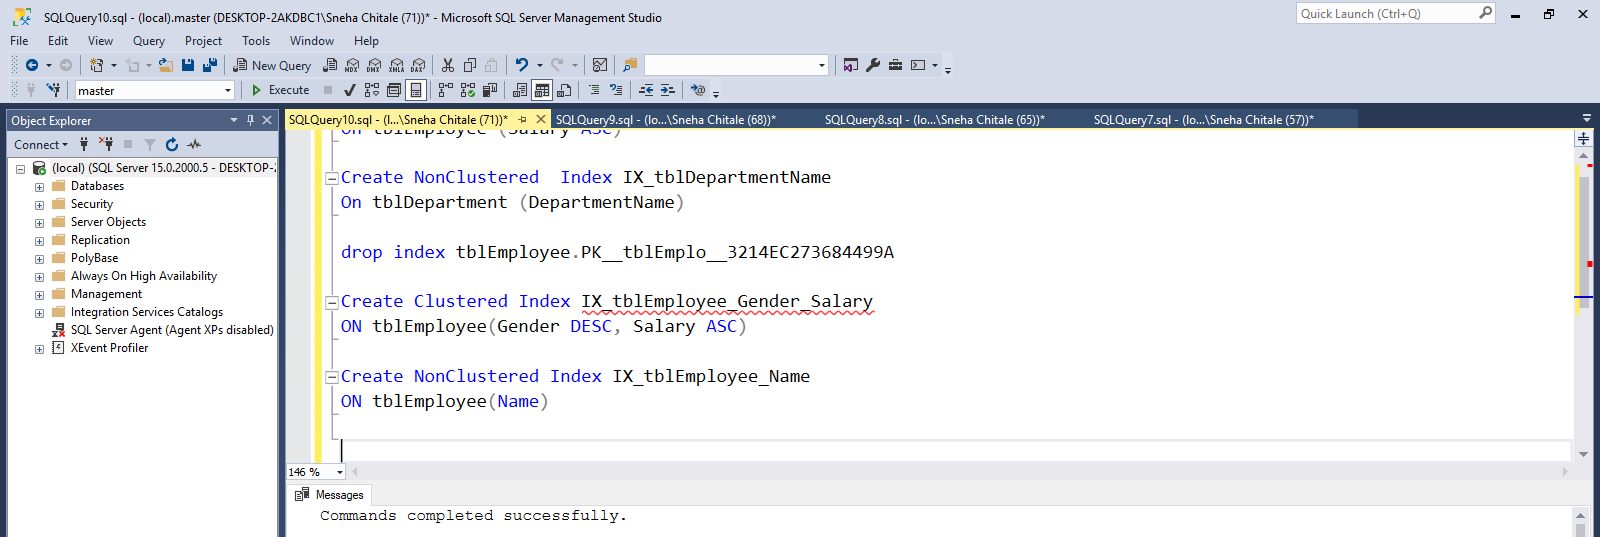 SQLQuery10.sql - (local).master (DESKTOP-2AKDBC1\Sneha Chitale (71))* - Microsoft SQL Server Management Studio
Quick Launch (Ctrl+Q)
File Edit View Query Project Tools Window Help
New Query MDX DMX XMLA DAX
master Execute
Object Explorer
SQLQuery10.sql - (l...\Sneha Chitale (71))* SQLQuery9.sql - (lo...\Sneha Chitale (68))* SQLQuery8.sql - (lo...\Sneha Chitale (65))* SQLQuery7.sql - (lo...\Sneha Chitale (57))*
Connect
(local) (SQL Server 15.0.2000.5 - DESKTOP-2
Databases
Security
Server Objects
Replication
PolyBase
Always On High Availability
Management
Integration Services Catalogs
SQL Server Agent (Agent XPs disabled)
XEvent Profiler
On tblEmployee (Salary ASC)
Create NonClustered  Index IX_tblDepartmentName
On tblDepartment (DepartmentName)
drop index tblEmployee.PK__tblEmplo__3214EC273684499A
Create Clustered Index IX_tblEmployee_Gender_Salary
ON tblEmployee(Gender DESC, Salary ASC)
Create NonClustered Index IX_tblEmployee_Name
ON tblEmployee(Name)
146 %
Messages
Commands completed successfully.